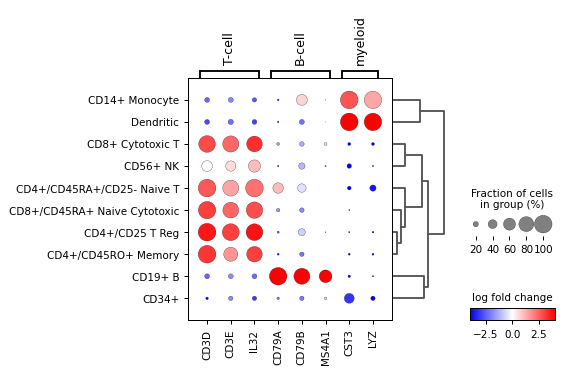 T-cell
B-cell
myeloid
CD14+ Monocyte
Dendritic
CD8+ Cytotoxic T
CD56+ NK
CD4+/CD45RA+/CD25- Naive T
CD8+/CD45RA+ Naive Cytotoxic
CD4+/CD25 T Reg
CD4+/CD45RO+ Memory
CD19+ B
CD34+
CD3D
CD3E
IL32
CD79A
CD79B
MS4A1
CST3
LYZ
Fraction of cells
in group (%)
20 40 60 80 100
log fold change
−2.5 0.0 2.5